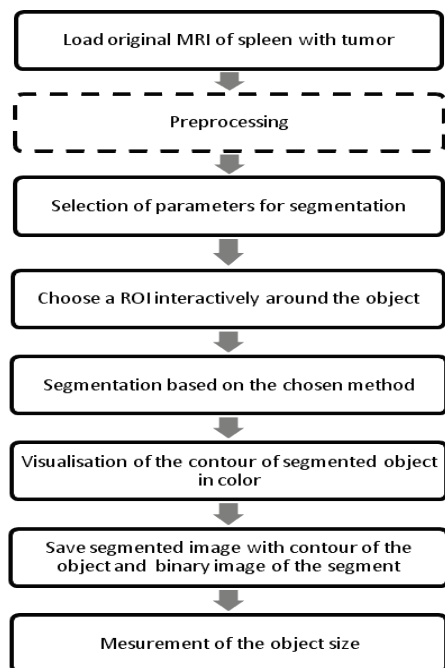 Load original MRI of spleen with tumor
Preprocessing
Selection of parameters for segmentation
Choose a ROI interactively around the object
Segmentation based on the chosen method
Visualisation of the contour of segmented object
in color
Save segmented image with contour of the
object and binary image of the segment
Mesurement of the object size